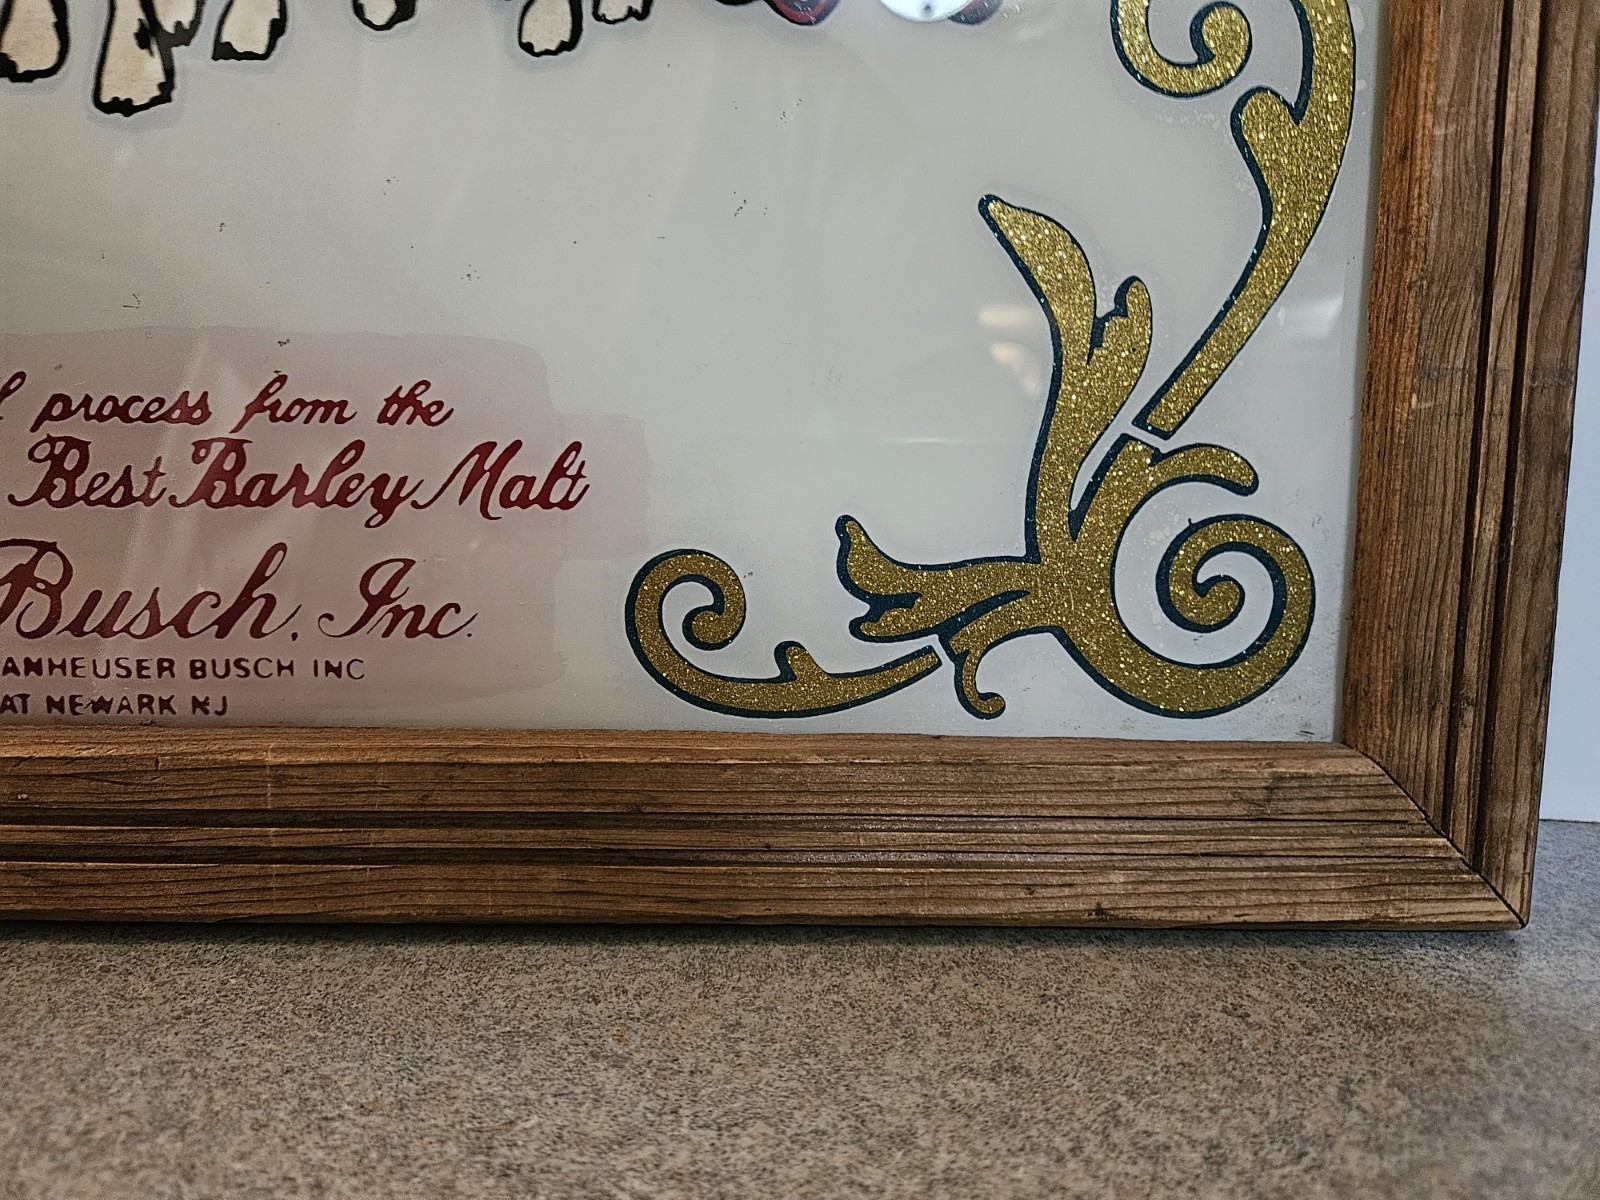 process from the
Best Barley Malt
Busch, Inc.
ANHEUSER BUSCH INC
AT NEWARK NJ